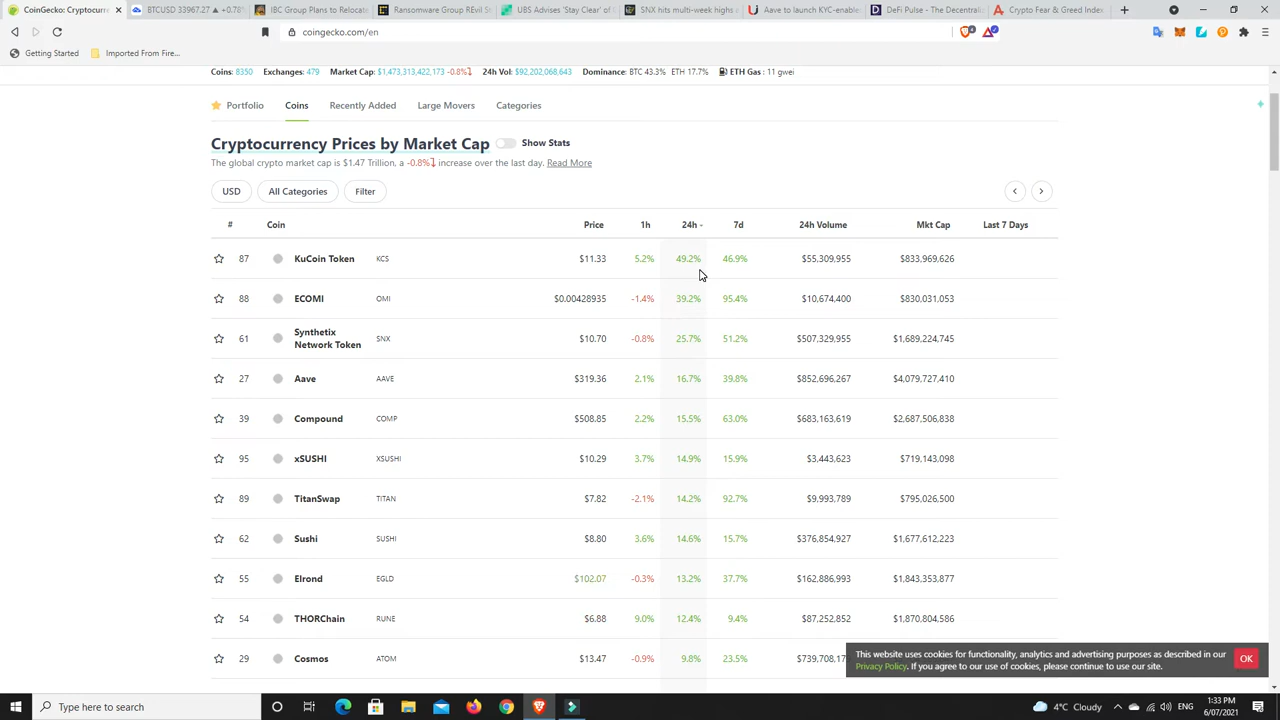 CoinGecko: Cryptocurr
BTCUSD 33967.27 ▲ +0.78%
IBC Group Plans to Relocat
Ransomware Group REvil S
UBS Advises 'Stay Clear' of
SNX hits multi-week highs
Aave to launch KYC-enable
DeFi Pulse - The Decentrali
Crypto Fear & Greed Index
coingecko.com/en
Getting Started
Imported From Fire...
Coins: 8350 Exchanges: 479 Market Cap: $1,473,313,422,173 -0.8% 24h Vol: $92,202,068,643 Dominance: BTC 43.3% ETH 17.7% ETH Gas: 11 gwei
Portfolio Coins Recently Added Large Movers Categories
Cryptocurrency Prices by Market Cap Show Stats
The global crypto market cap is $1.47 Trillion, a -0.8% increase over the last day. Read More
USD All Categories Filter
# Coin Price 1h 24h 7d 24h Volume Mkt Cap Last 7 Days
87 KuCoin Token KCS $11.33 5.2% 49.2% 46.9% $55,309,955 $833,969,626
88 ECOMI OMI $0.00428935 -1.4% 39.2% 95.4% $10,674,400 $830,031,053
61 Synthetix Network Token SNX $10.70 -0.8% 25.7% 51.2% $507,329,955 $1,689,224,745
27 Aave AAVE $319.36 2.1% 16.7% 39.8% $852,696,267 $4,079,727,410
39 Compound COMP $508.85 2.2% 15.5% 63.0% $683,163,619 $2,687,506,838
95 xSUSHI XSUSHI $10.29 3.7% 14.9% 15.9% $3,443,623 $719,143,098
89 TitanSwap TITAN $7.82 -2.1% 14.2% 92.7% $9,993,789 $795,026,500
62 Sushi SUSHI $8.80 3.6% 14.6% 15.7% $376,854,927 $1,677,612,223
55 Elrond EGLD $102.07 -0.3% 13.2% 37.7% $162,886,993 $1,843,353,877
54 THORChain RUNE $6.88 9.0% 12.4% 9.4% $87,252,852 $1,870,804,586
29 Cosmos ATOM $13.47 -0.9% 9.8% 23.5% $739,708,17
This website uses cookies for functionality, analytics and advertising purposes as described in our
Privacy Policy. If you agree to our use of cookies, please continue to use our site.
OK
Type here to search
4°C Cloudy
ENG
1:33 PM
6/07/2021